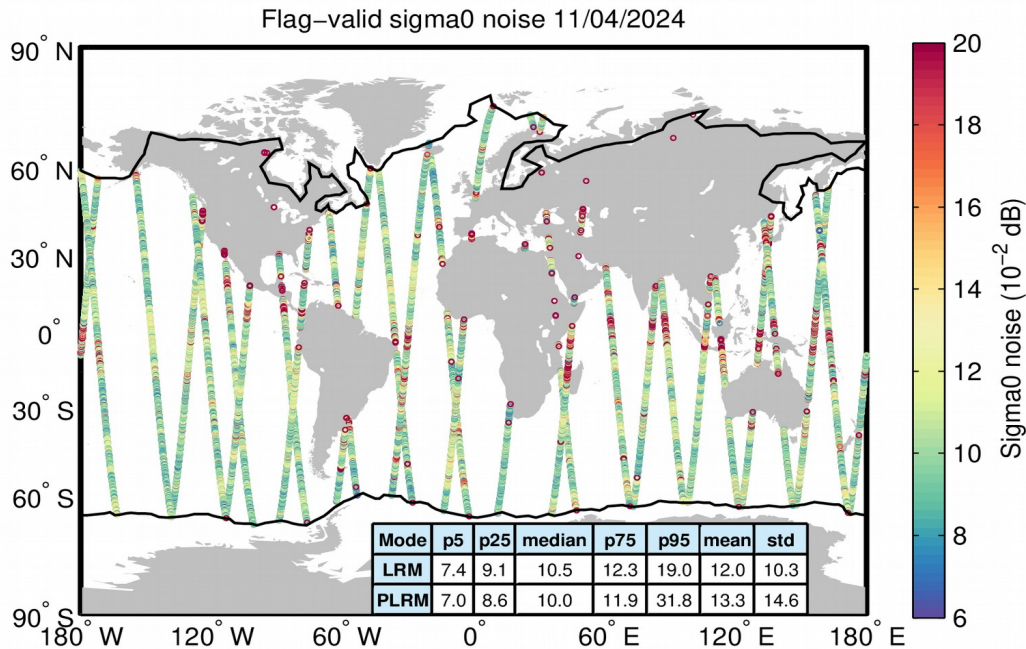 Flag−valid sigma0 noise 11/04/2024
90° N
60° N
30° N
0°
30° S
60° S
90° S
180° W
120° W
60° W
0°
60° E
120° E
180° E
Mode p5 p25 median p75 p95 mean std
LRM 7.4 9.1 10.5 12.3 19.0 12.0 10.3
PLRM 7.0 8.6 10.0 11.9 31.8 13.3 14.6
20
18
16
14
12
10
8
6
Sigma0 noise (10⁻² dB)